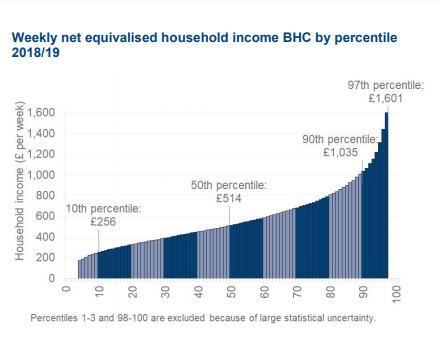 Weekly net equivalised household income BHC by percentile
2018/19
97th percentile:
£1,601
90th percentile:
£1,035
50th percentile:
£514
10th percentile:
£256
Household income (£ per week)
1,600
1,400
1,200
1,000
800
600
400
200
0
0 10 20 30 40 50 60 70 80 90 100
Percentiles 1-3 and 98-100 are excluded because of large statistical uncertainty.